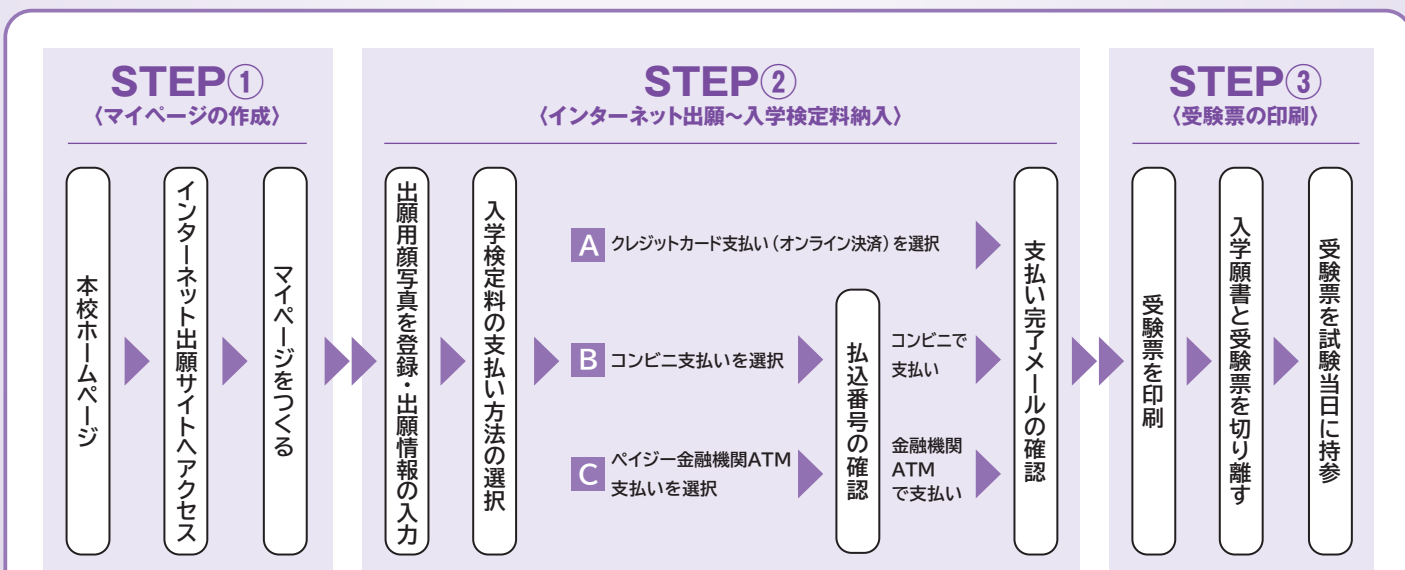 STEP①
〈マイページの作成〉
本校ホームページ
インターネット出願サイトへアクセス
マイページをつくる
STEP②
〈インターネット出願～入学検定料納入〉
出願用顔写真を登録・出願情報の入力
入学検定料の支払い方法の選択
A クレジットカード支払い（オンライン決済）を選択
B コンビニ支払いを選択
C ペイジー金融機関ATM
支払いを選択
払込番号の確認
コンビニで
支払い
金融機関
ATM
で支払い
支払い完了メールの確認
STEP③
〈受験票の印刷〉
受験票を印刷
入学願書と受験票を切り離す
受験票を試験当日に持参